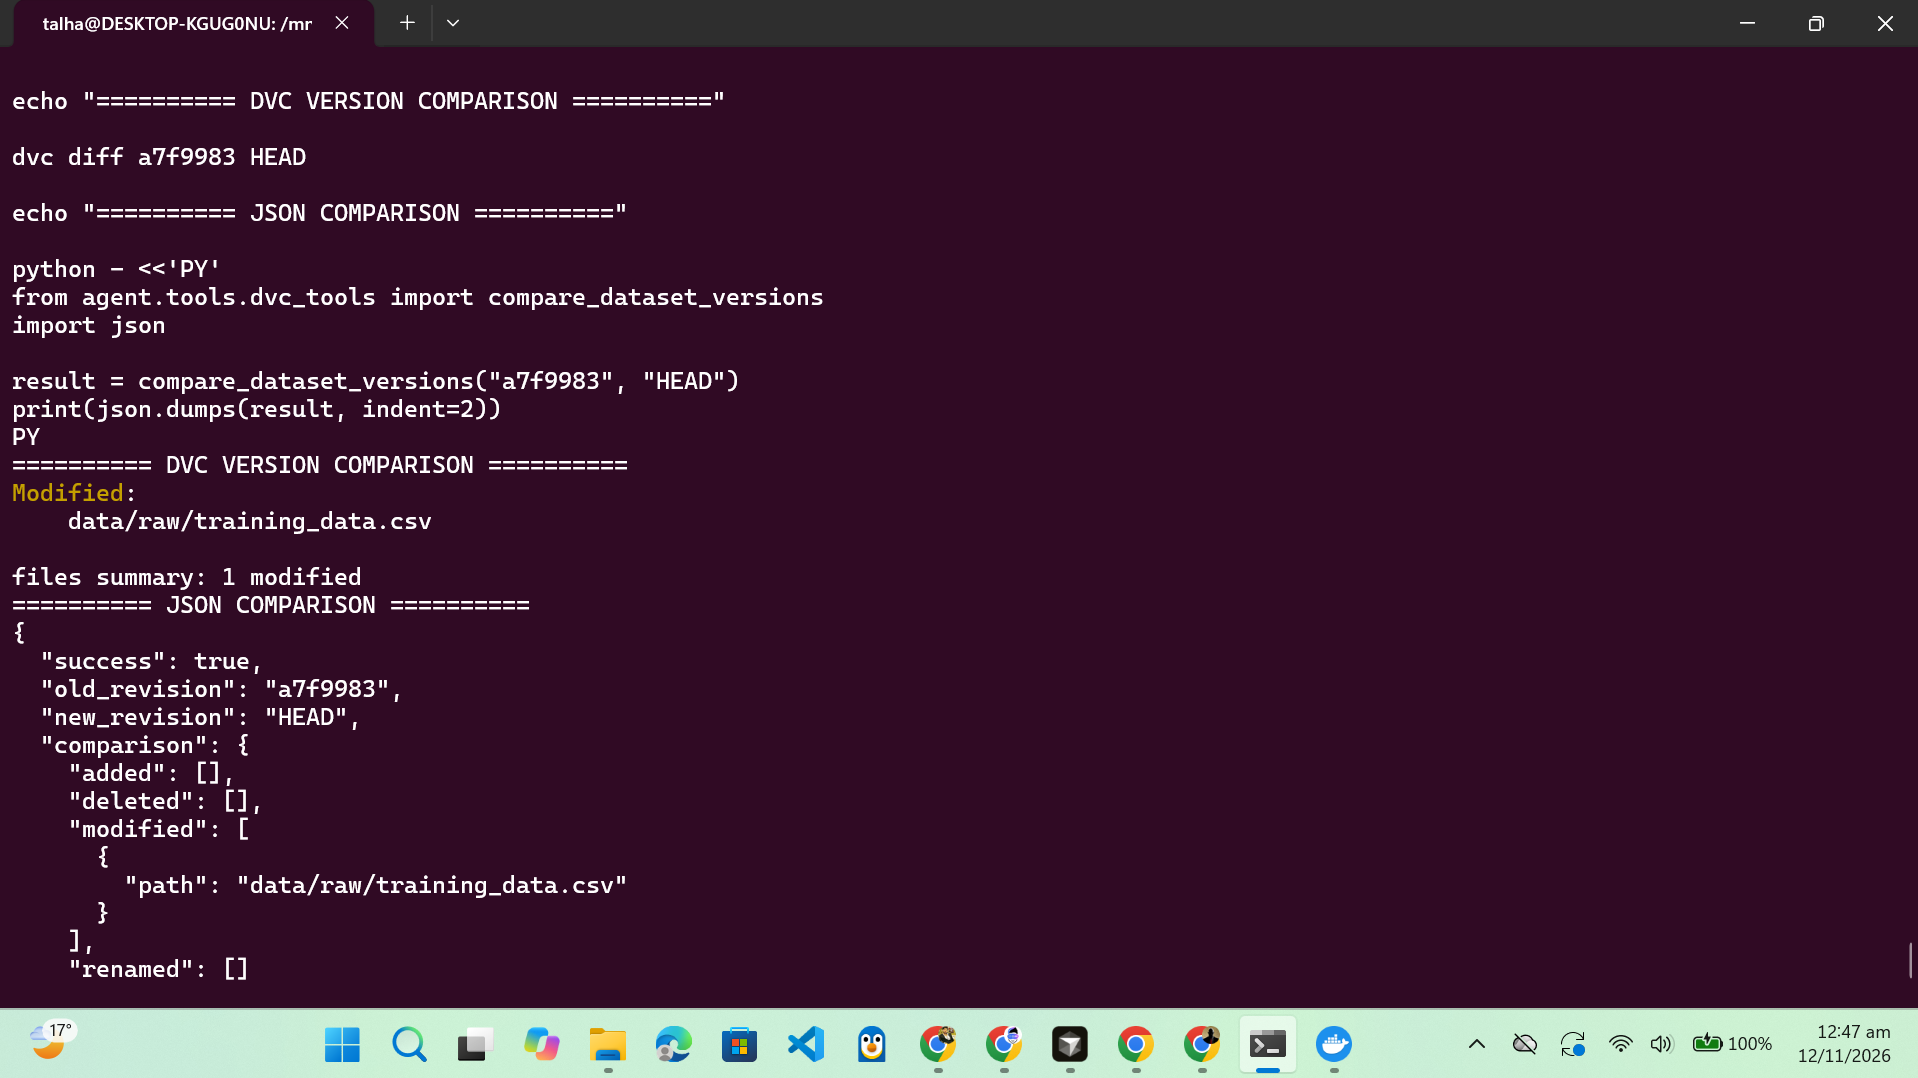 talha@DESKTOP-KGUG0NU: /mr
echo "========== DVC VERSION COMPARISON =========="
dvc diff a7f9983 HEAD
echo "========== JSON COMPARISON =========="
python - <<'PY'
from agent.tools.dvc_tools import compare_dataset_versions
import json
result = compare_dataset_versions("a7f9983", "HEAD")
print(json.dumps(result, indent=2))
PY
========== DVC VERSION COMPARISON ==========
Modified:
    data/raw/training_data.csv
files summary: 1 modified
========== JSON COMPARISON ==========
{
  "success": true,
  "old_revision": "a7f9983",
  "new_revision": "HEAD",
  "comparison": {
    "added": [],
    "deleted": [],
    "modified": [
      {
        "path": "data/raw/training_data.csv"
      }
    ],
    "renamed": []
17°
100%
12:47 am
12/11/2026